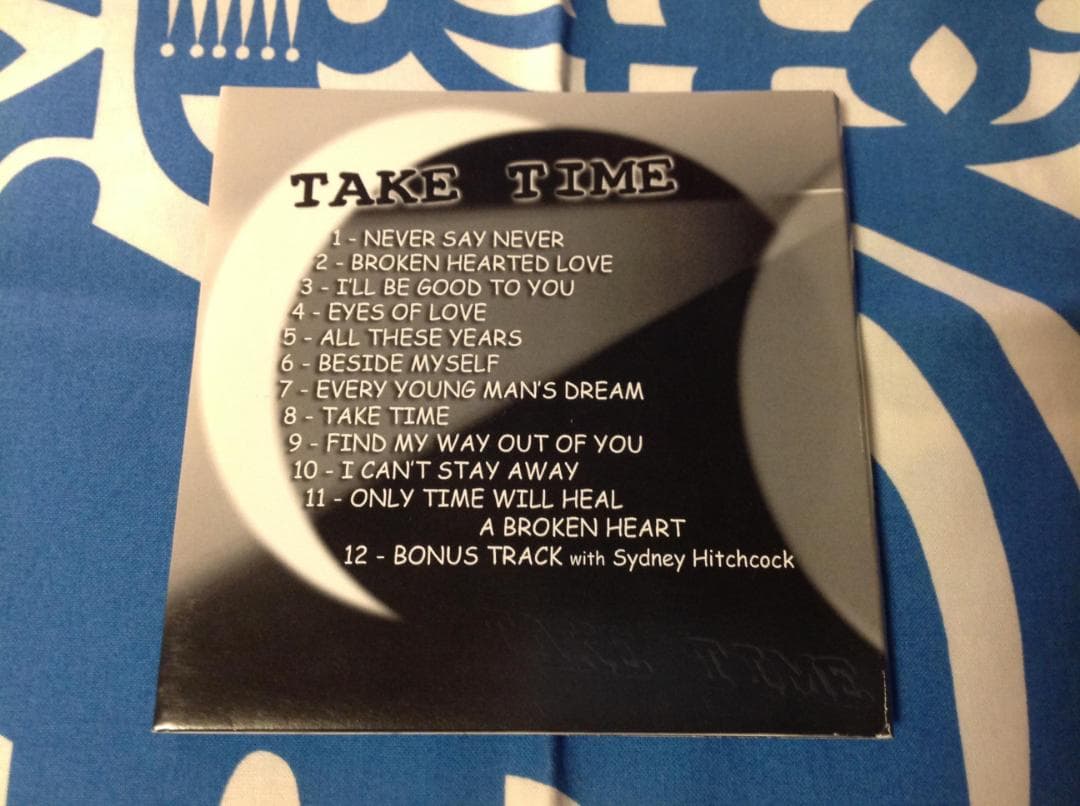 TAKE TIME
1 - NEVER SAY NEVER
2 - BROKEN HEARTED LOVE
3 - I'LL BE GOOD TO YOU
4 - EYES OF LOVE
5 - ALL THESE YEARS
6 - BESIDE MYSELF
7 - EVERY YOUNG MAN'S DREAM
8 - TAKE TIME
9 - FIND MY WAY OUT OF YOU
10 - I CAN'T STAY AWAY
11 - ONLY TIME WILL HEAL
A BROKEN HEART
12 - BONUS TRACK with Sydney Hitchcock
TAKE TIME